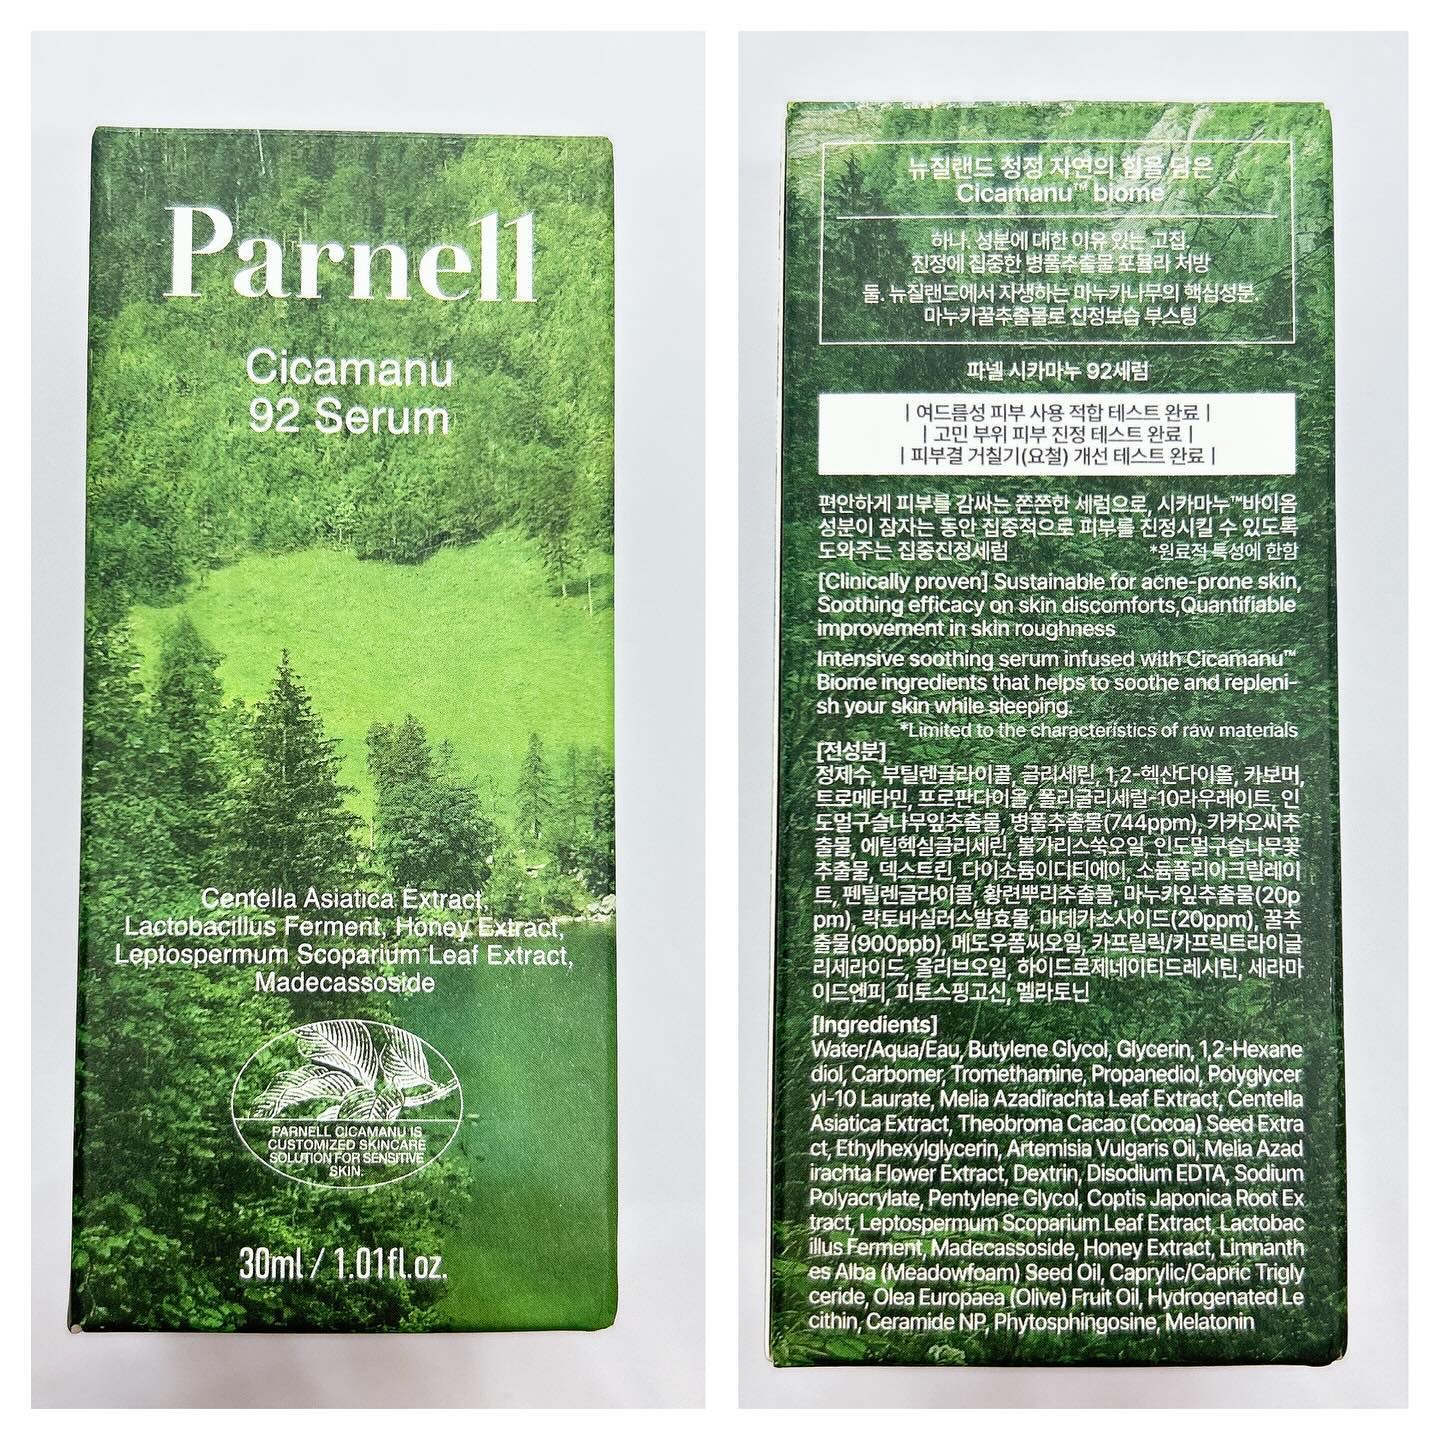 Parnell
Cicamanu
92 Serum
Centella Asiatica Extract,
Lactobacillus Ferment, Honey Extract,
Leptospermum Scoparium Leaf Extract,
Madecassoside
PARNELL CICAMANU IS
CUSTOMIZED SKINCARE
SOLUTION FOR SENSITIVE
SKIN.
30ml / 1.01fl.oz.
뉴질랜드 청정 자연의 힘을 담은
Cicamanu™ biome
하나. 성분에 대한 이유 있는 고집.
진정에 집중한 병풀추출물 포뮬라 처방
둘. 뉴질랜드에서 자생하는 마누카나무의 핵심성분.
마누카꿀추출물로 진정보습 부스팅
파넬 시카마누 92세럼
| 여드름성 피부 사용 적합 테스트 완료 |
| 고민 부위 피부 진정 테스트 완료 |
| 피부결 거칠기(요철) 개선 테스트 완료 |
편안하게 피부를 감싸는 쫀쫀한 세럼으로, 시카마누™바이옴
성분이 잠자는 동안 집중적으로 피부를 진정시킬 수 있도록
도와주는 집중진정세럼 *원료적 특성에 한함
[Clinically proven] Sustainable for acne-prone skin,
Soothing efficacy on skin discomforts,Quantifiable
improvement in skin roughness
Intensive soothing serum infused with Cicamanu™
Biome ingredients that helps to soothe and repleni-
sh your skin while sleeping.
*Limited to the characteristics of raw materials
[전성분]
정제수, 부틸렌글라이콜, 글리세린, 1,2-헥산다이올, 카보머,
트로메타민, 프로판다이올, 폴리글리세릴-10라우레이트, 인
도멀구슬나무잎추출물, 병풀추출물(744ppm), 카카오씨추
출물, 에틸헥실글리세린, 불가리스쑥오일, 인도멀구슬나무꽃
추출물, 덱스트린, 다이소듐이디티에이, 소듐폴리아크릴레이
트, 펜틸렌글라이콜, 황련뿌리추출물, 마누카잎추출물(20p
pm), 락토바실러스발효물, 마데카소사이드(20ppm), 꿀추
출물(900ppb), 메도우폼씨오일, 카프릴릭/카프릭트라이글
리세라이드, 올리브오일, 하이드로제네이티드레시틴, 세라마
이드엔피, 피토스핑고신, 멜라토닌
[Ingredients]
Water/Aqua/Eau, Butylene Glycol, Glycerin, 1,2-Hexane
diol, Carbomer, Tromethamine, Propanediol, Polyglycer
yl-10 Laurate, Melia Azadirachta Leaf Extract, Centella
Asiatica Extract, Theobroma Cacao (Cocoa) Seed Extra
ct, Ethylhexylglycerin, Artemisia Vulgaris Oil, Melia Azad
irachta Flower Extract, Dextrin, Disodium EDTA, Sodium
Polyacrylate, Pentylene Glycol, Coptis Japonica Root Ex
tract, Leptospermum Scoparium Leaf Extract, Lactobac
illus Ferment, Madecassoside, Honey Extract, Limnanth
es Alba (Meadowfoam) Seed Oil, Caprylic/Capric Trigly
ceride, Olea Europaea (Olive) Fruit Oil, Hydrogenated Le
cithin, Ceramide NP, Phytosphingosine, Melatonin